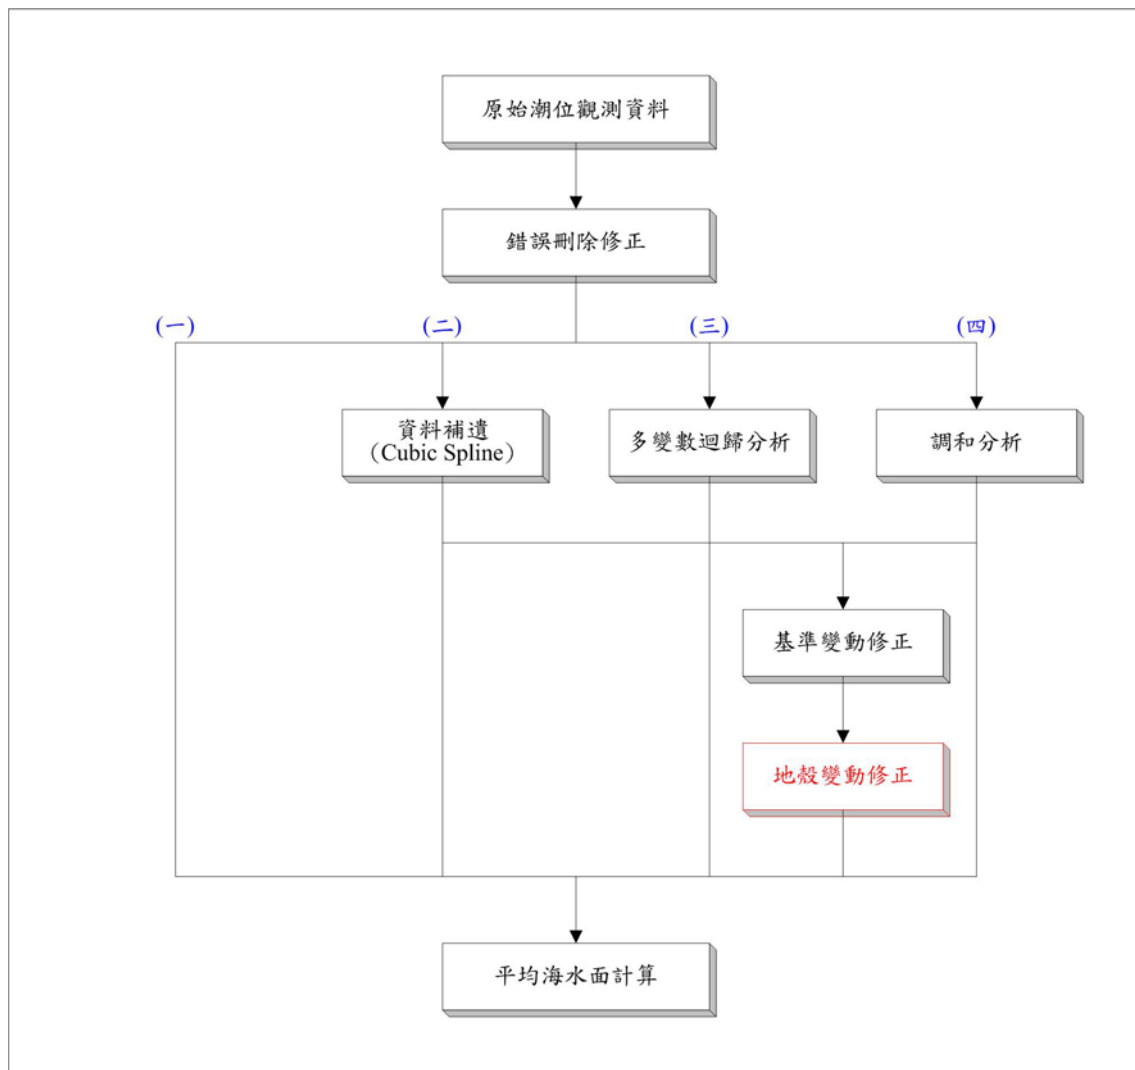 原始潮位觀測資料
錯誤刪除修正
(一)
(二)
(三)
(四)
資料補遺
（Cubic Spline）
多變數迴歸分析
調和分析
基準變動修正
地殼變動修正
平均海水面計算